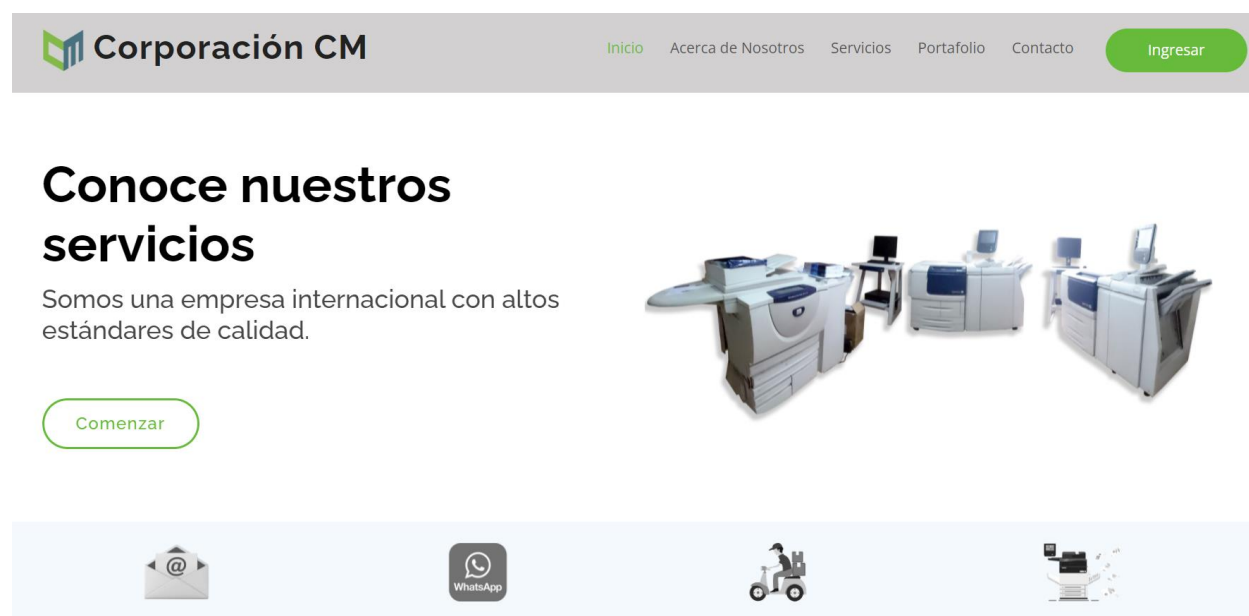 Corporación CM
Inicio
Acerca de Nosotros
Servicios
Portafolio
Contacto
Ingresar
Conoce nuestros
servicios
Somos una empresa internacional con altos
estándares de calidad.
Comenzar
@
WhatsApp